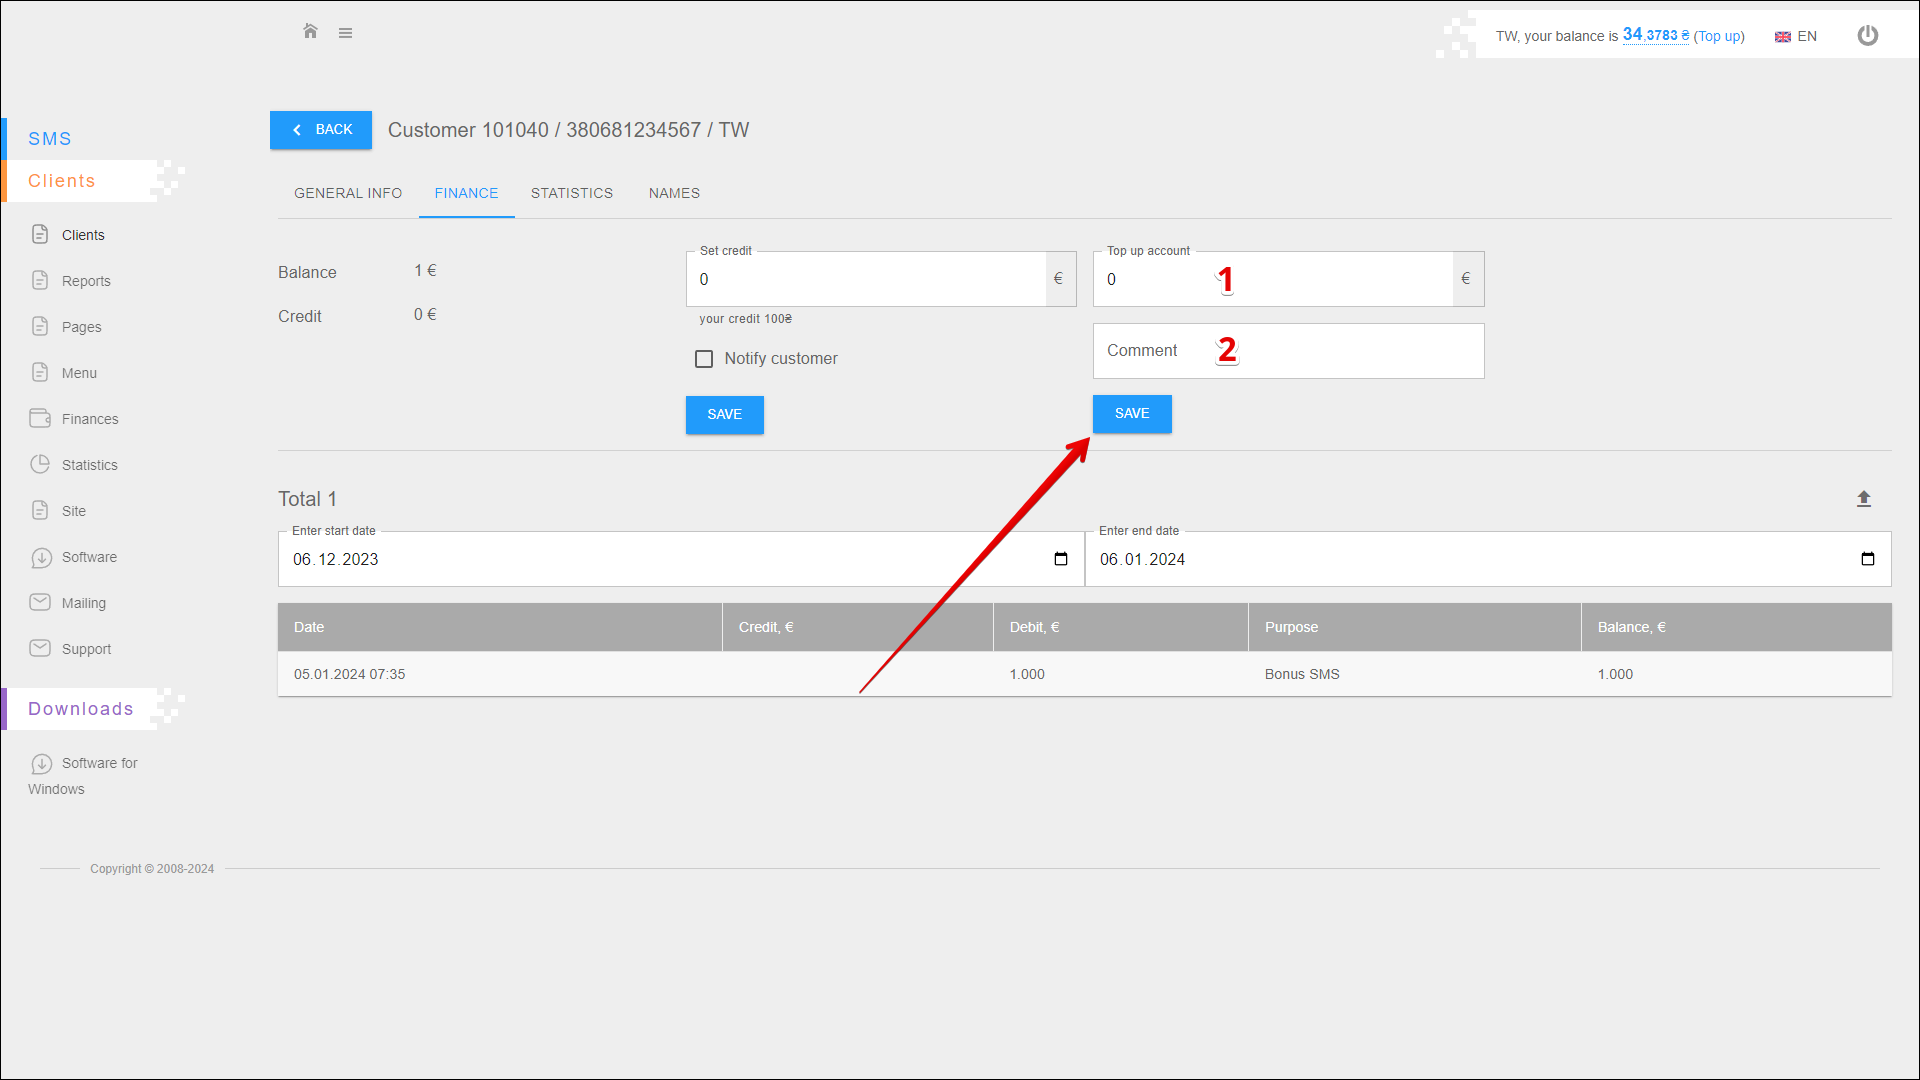 TW, your balance is 34,3783 ₴ (Top up) EN
SMS
Clients
Clients
Reports
Pages
Menu
Finances
Statistics
Site
Software
Mailing
Support
Downloads
Software for
Windows
BACK Customer 101040 / 380681234567 / TW
GENERAL INFO FINANCE STATISTICS NAMES
Balance 1 €
Credit 0 €
Set credit
0 €
your credit 100₴
Notify customer
SAVE
Top up account
0 1 €
Comment 2
SAVE
Total 1
Enter start date
06.12.2023
Enter end date
06.01.2024
Date Credit, € Debit, € Purpose Balance, €
05.01.2024 07:35 1.000 Bonus SMS 1.000
Copyright © 2008-2024